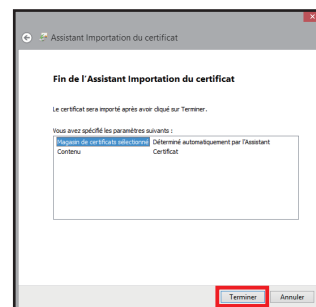 Assistant Importation du certificat
Fin de l'Assistant Importation du certificat
Le certificat sera importé après avoir cliqué sur Terminer.
Vous avez spécifié les paramètres suivants :
Magasin de certificats sélectionné Déterminé automatiquement par l'Assistant
Contenu Certificat
Terminer Annuler